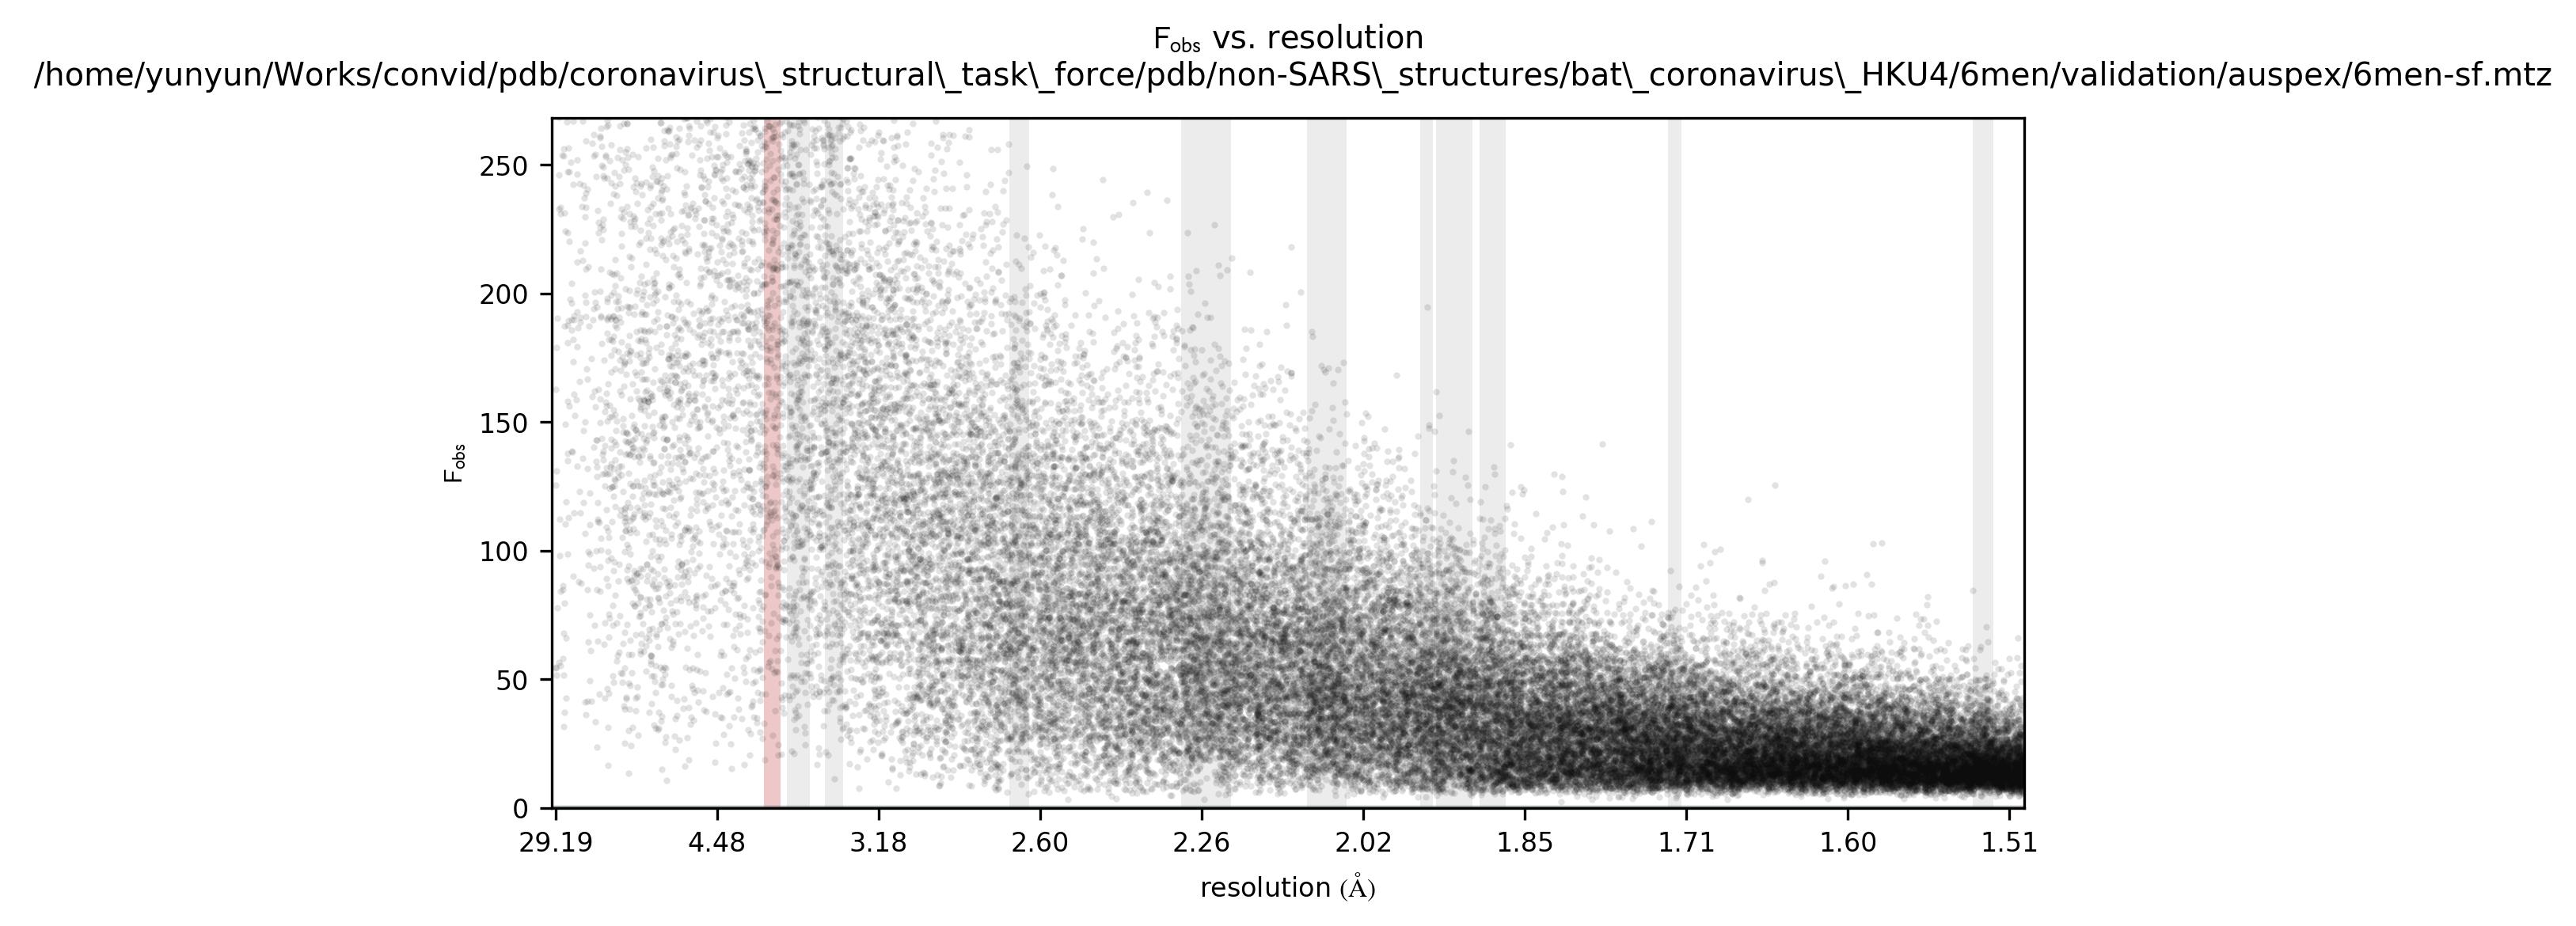 F_obs vs. resolution
/home/yunyun/Works/convid/pdb/coronavirus\_structural\_task\_force/pdb/non-SARS\_structures/bat\_coronavirus\_HKU4/6men/validation/auspex/6men-sf.mtz
250
200
150
100
50
0
F_obs
29.19 4.48 3.18 2.60 2.26 2.02 1.85 1.71 1.60 1.51
resolution (Å)